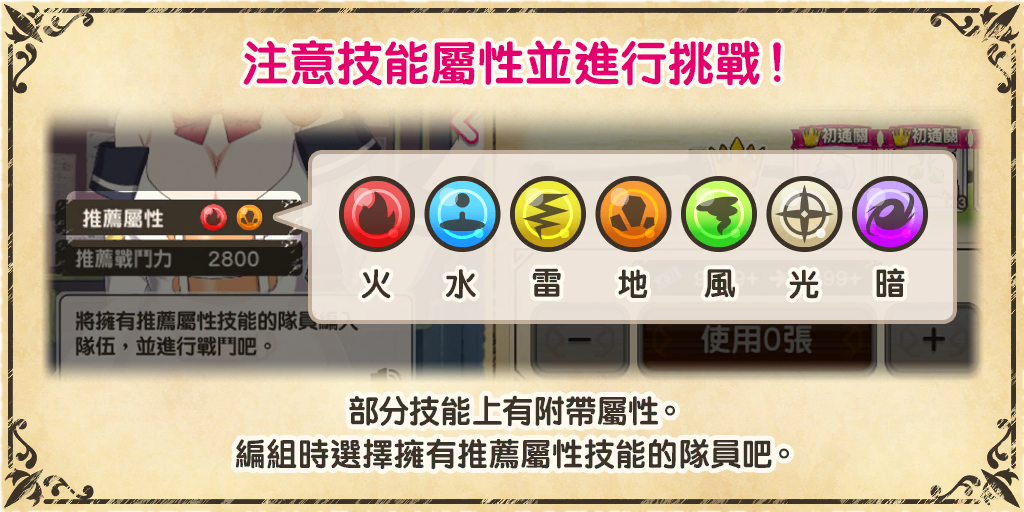 注意技能屬性並進行挑戰！
初通關
初通關
推薦屬性
火 水 雷 地 風 光 暗
推薦戰鬥力 2800
將擁有推薦屬性技能的隊員編入
隊伍，並進行戰鬥吧。
－ 使用0張 ＋
部分技能上有附帶屬性。
編組時選擇擁有推薦屬性技能的隊員吧。